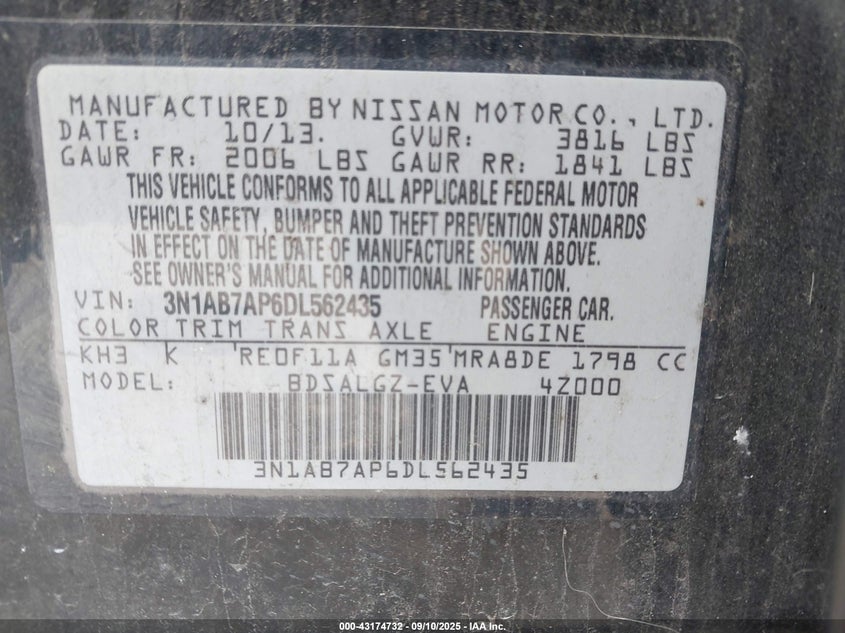 MANUFACTURED BY NISSAN MOTOR CO., LTD.
DATE: 10/13. GVWR: 3816 LBS
GAWR FR: 2006 LBS GAWR RR: 1841 LBS
THIS VEHICLE CONFORMS TO ALL APPLICABLE FEDERAL MOTOR
VEHICLE SAFETY, BUMPER AND THEFT PREVENTION STANDARDS
IN EFFECT ON THE DATE OF MANUFACTURE SHOWN ABOVE.
SEE OWNER'S MANUAL FOR ADDITIONAL INFORMATION.
VIN: 3N1AB7AP6DL562435 PASSENGER CAR.
COLOR TRIM TRANS AXLE ENGINE
KH3 K 'RE0F11A GM35'MRA8DE 1798 CC
MODEL: BDSALGZ-EVA 4Z000
3N1AB7AP6DL562435
000-43174732 - 09/10/2025 - IAA Inc.